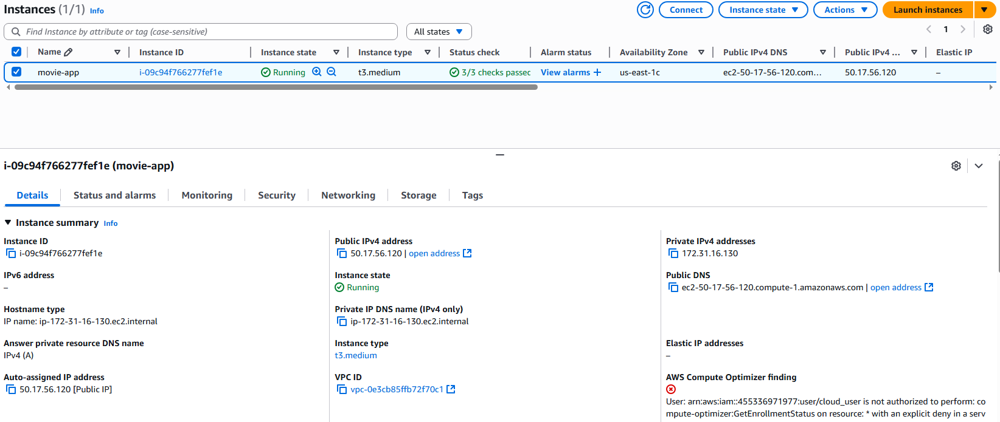 Instances (1/1) Info
Connect
Instance state
Actions
Launch instances
Find Instance by attribute or tag (case-sensitive)
All states
1
Name Instance ID Instance state Instance type Status check Alarm status Availability Zone Public IPv4 DNS Public IPv4 ... Elastic IP
movie-app i-09c94f766277fef1e Running t3.medium 3/3 checks passec View alarms + us-east-1c ec2-50-17-56-120.com... 50.17.56.120 –
i-09c94f766277fef1e (movie-app)
Details Status and alarms Monitoring Security Networking Storage Tags
Instance summary Info
Instance ID
i-09c94f766277fef1e
Public IPv4 address
50.17.56.120 | open address
Private IPv4 addresses
172.31.16.130
IPv6 address
–
Instance state
Running
Public DNS
ec2-50-17-56-120.compute-1.amazonaws.com | open address
Hostname type
IP name: ip-172-31-16-130.ec2.internal
Private IP DNS name (IPv4 only)
ip-172-31-16-130.ec2.internal
Answer private resource DNS name
IPv4 (A)
Instance type
t3.medium
Elastic IP addresses
–
Auto-assigned IP address
50.17.56.120 [Public IP]
VPC ID
vpc-0e3cb85ffb72f70c1
AWS Compute Optimizer finding
User: arn:aws:iam::455336971977:user/cloud_user is not authorized to perform: co
mpute-optimizer:GetEnrollmentStatus on resource: * with an explicit deny in a serv